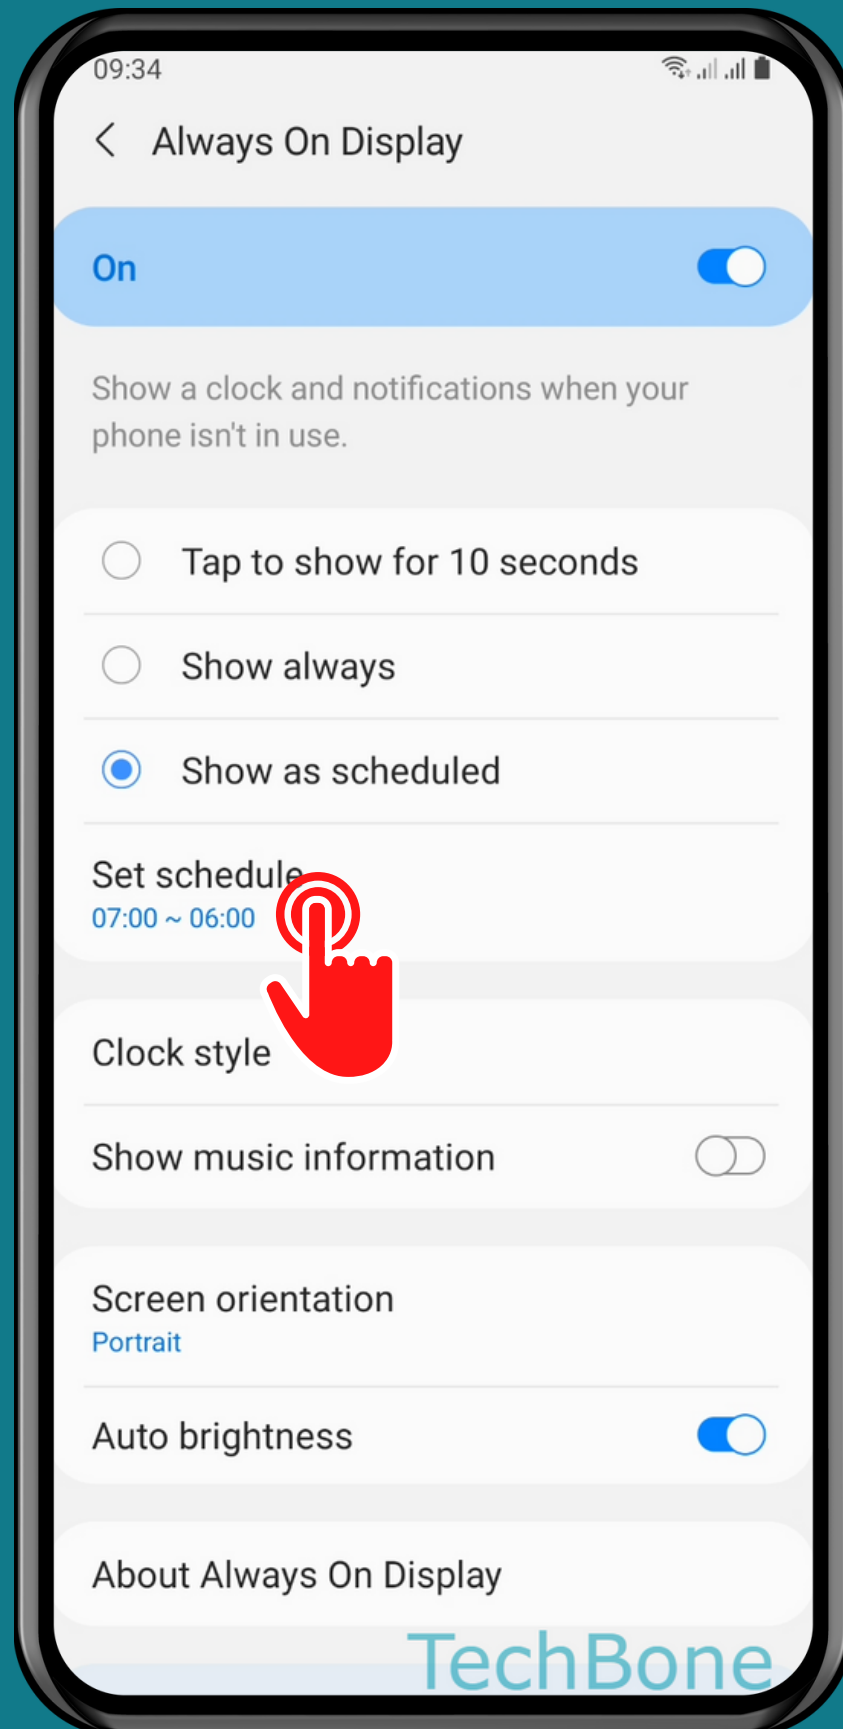 09:34
Always On Display
On
Show a clock and notifications when your
phone isn't in use.
Tap to show for 10 seconds
Show always
Show as scheduled
Set schedule
07:00 ~ 06:00
Clock style
Show music information
Screen orientation
Portrait
Auto brightness
About Always On Display
TechBone